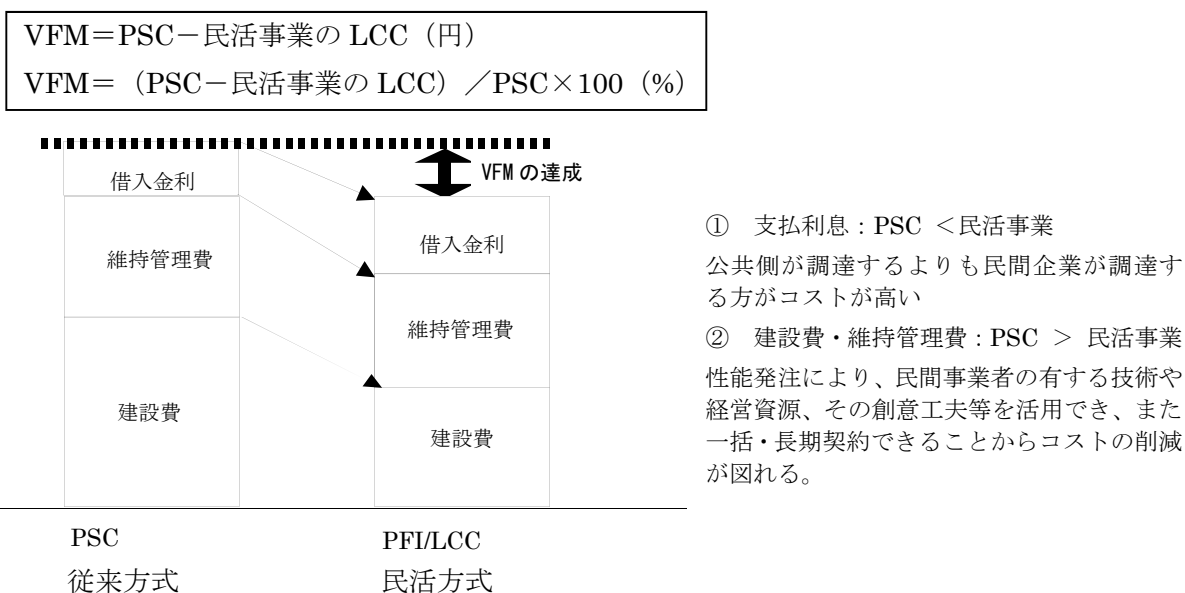 VFM＝PSC－民活事業の LCC（円）
VFM＝（PSC－民活事業の LCC）／PSC×100（%）
VFM の達成
借入金利
維持管理費
建設費
借入金利
維持管理費
建設費
PSC
従来方式
PFI/LCC
民活方式
①　支払利息：PSC ＜民活事業
公共側が調達するよりも民間企業が調達す
る方がコストが高い
②　建設費・維持管理費：PSC ＞ 民活事業
性能発注により、民間事業者の有する技術や
経営資源、その創意工夫等を活用でき、また
一括・長期契約できることからコストの削減
が図れる。